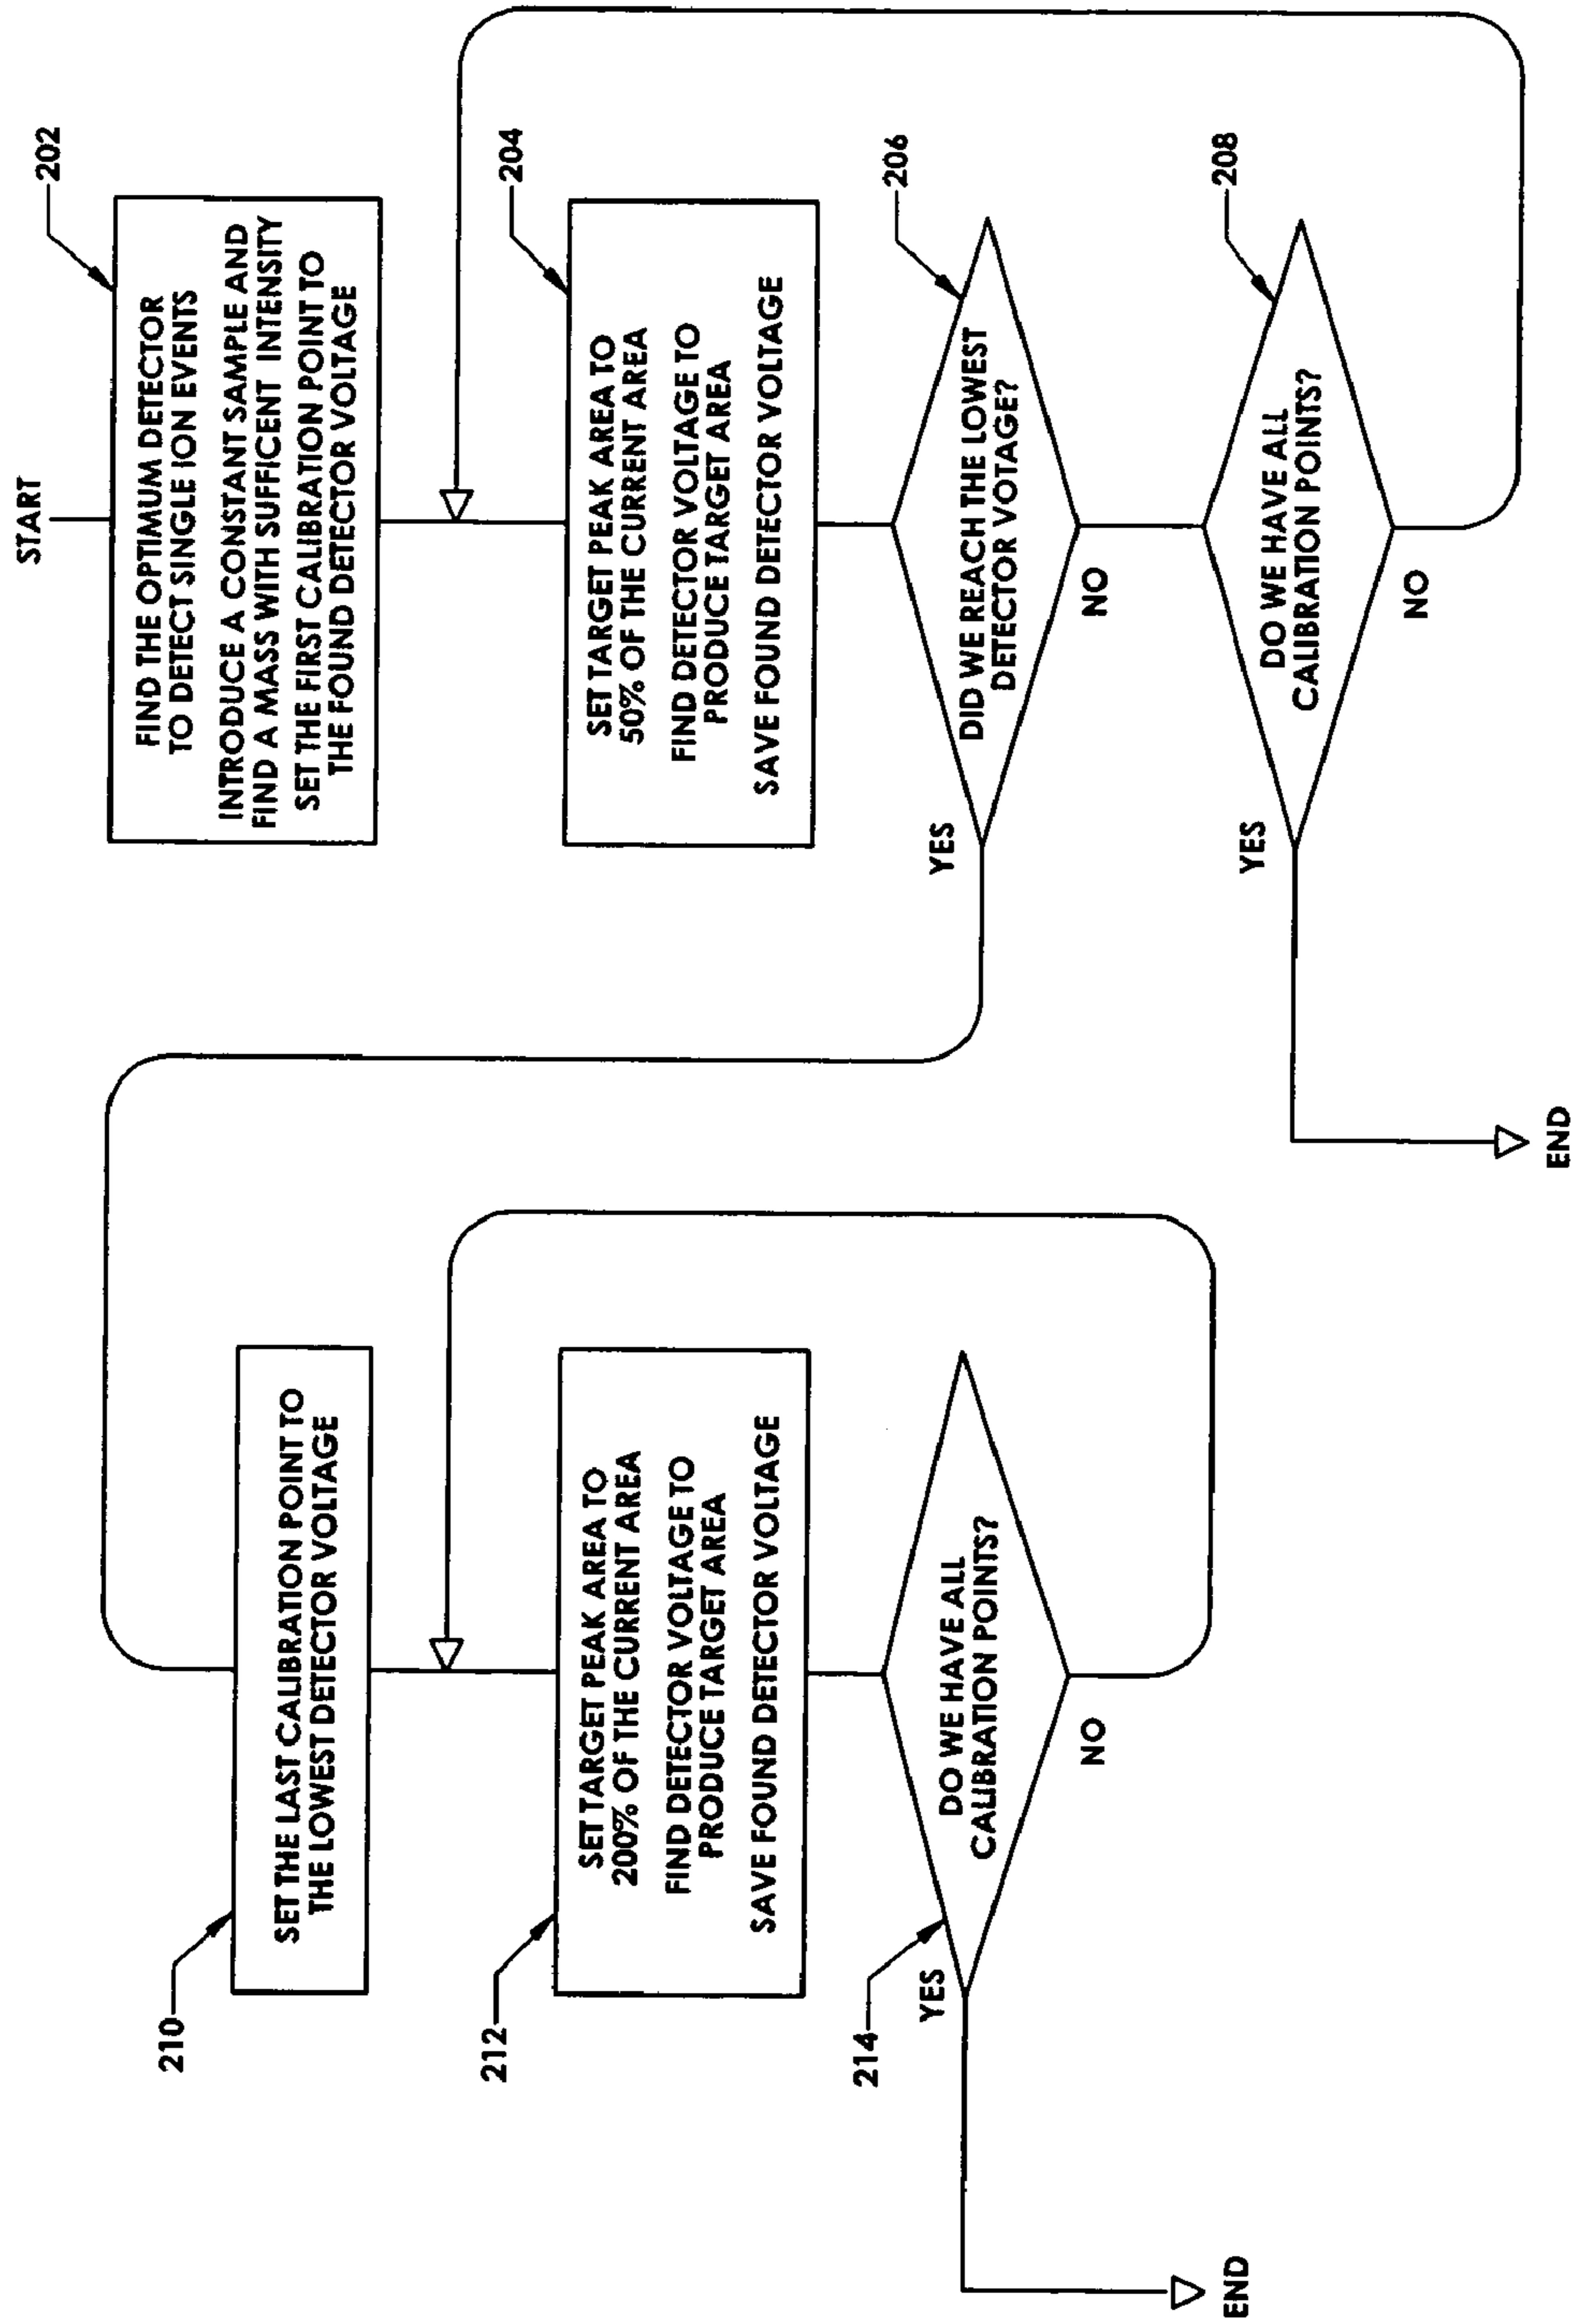 START
202
FIND THE OPTIMUM DETECTOR
TO DETECT SINGLE ION EVENTS
INTRODUCE A CONSTANT SAMPLE AND
FIND A MASS WITH SUFFICENT INTENSITY
SET THE FIRST CALIBRATION POINT TO
THE FOUND DETECTOR VOLTAGE
204
SET TARGET PEAK AREA TO
50% OF THE CURRENT AREA
FIND DETECTOR VOLTAGE TO
PRODUCE TARGET AREA
SAVE FOUND DETECTOR VOLTAGE
206
DID WE REACH THE LOWEST
DETECTOR VOTAGE?
YES
NO
208
DO WE HAVE ALL
CALIBRATION POINTS?
YES
NO
END
210
SET THE LAST CALIBRATION POINT TO
THE LOWEST DETECTOR VOLTAGE
212
SET TARGET PEAK AREA TO
200% OF THE CURRENT AREA
FIND DETECTOR VOLTAGE TO
PRODUCE TARGET AREA
SAVE FOUND DETECTOR VOLTAGE
214
DO WE HAVE ALL
CALIBRATION POINTS?
YES
NO
END